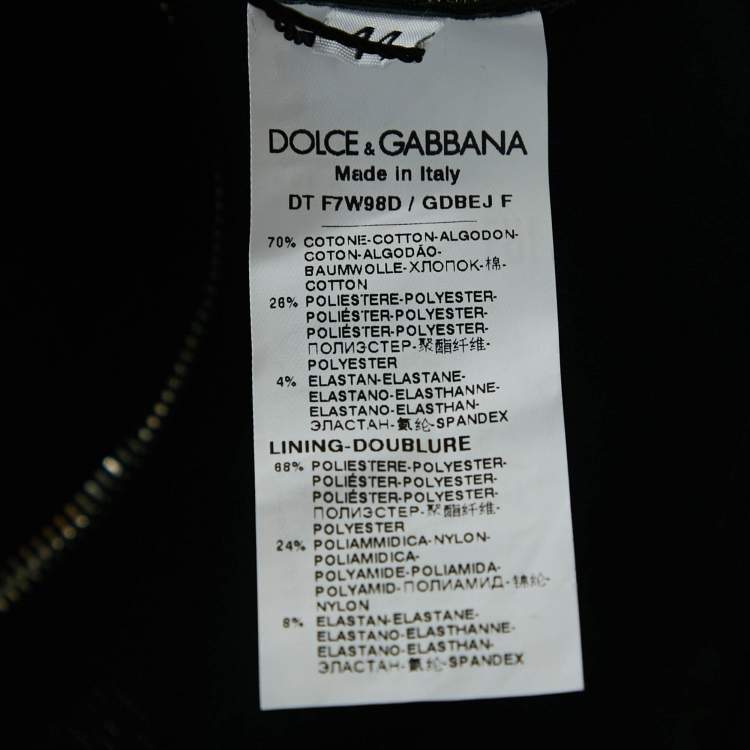 44
DOLCE & GABBANA
Made in Italy
DT F7W98D / GDBEJ F
70% COTONE-COTTON-ALGODON-
COTON-ALGODÃO-
BAUMWOLLE-ХЛОПОК-棉-
COTTON
26% POLIESTERE-POLYESTER-
POLIÉSTER-POLYESTER-
POLIÉSTER-POLYESTER-
ПОЛИЭСТЕР-聚酯纤维-
POLYESTER
4% ELASTAN-ELASTANE-
ELASTANO-ELASTHANNE-
ELASTANO-ELASTHAN-
ЭЛАСТАН-氨纶-SPANDEX
LINING-DOUBLURE
68% POLIESTERE-POLYESTER-
POLIÉSTER-POLYESTER-
POLIÉSTER-POLYESTER-
ПОЛИЭСТЕР-聚酯纤维-
POLYESTER
24% POLIAMMIDICA-NYLON-
POLIAMIDICA-
POLYAMIDE-POLIAMIDA-
POLYAMID-ПОЛИАМИД-锦纶-
NYLON
8% ELASTAN-ELASTANE-
ELASTANO-ELASTHANNE-
ELASTANO-ELASTHAN-
ЭЛАСТАН-氨纶-SPANDEX